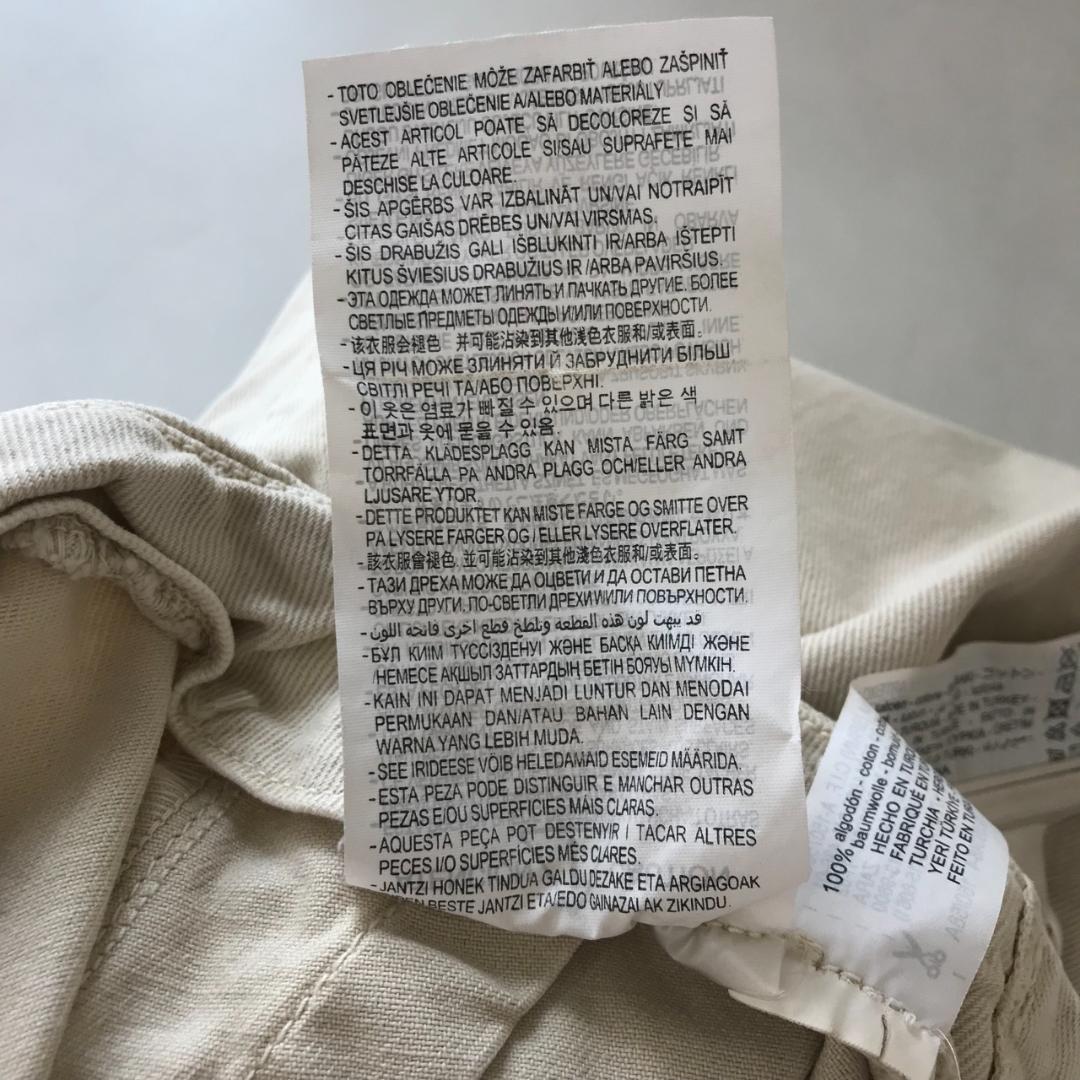 - TOTO OBLEČENIE MÔŽE ZAFARBIŤ ALEBO ZAŠPINIŤ
SVETLEJŠIE OBLEČENIE A/ALEBO MATERIÁLY
- ACEST ARTICOL POATE SĂ DECOLOREZE ȘI SĂ
PĂTEZE ALTE ARTICOLE SI/SAU SUPRAFETE MAI
DESCHISE LA CULOARE.
- ŠIS APĢĒRBS VAR IZBALINĀT UN/VAI NOTRAIPĪT
CITAS GAIŠAS DRĒBES UN/VAI VIRSMAS.
- ŠIS DRABUŽIS GALI IŠBLUKINTI IR/ARBA IŠTEPTI
KITUS ŠVIESIUS DRABUŽIUS IR /ARBA PAVIRŠIUS.
- ЭТА ОДЕЖДА МОЖЕТ ЛИНЯТЬ И ПАЧКАТЬ ДРУГИЕ. БОЛЕЕ
СВЕТЛЫЕ ПРЕДМЕТЫ ОДЕЖДЫ И/ИЛИ ПОВЕРХНОСТИ.
- 该衣服会褪色 并可能沾染到其他浅色衣服和/或表面。
- ЦЯ РІЧ МОЖЕ ЗЛИНЯТИ Й ЗАБРУДНИТИ БІЛЬШ
СВІТЛІ РЕЧІ ТА/АБО ПОВЕРХНІ.
- 이 옷은 염료가 빠질 수 있으며 다른 밝은 색
표면과 옷에 묻을 수 있음.
- DETTA KLÄDESPLAGG KAN MISTA FÄRG SAMT
TORRFÄLLA PA ANDRA PLAGG OCH/ELLER ANDRA
LJUSARE YTOR
- DETTE PRODUKTET KAN MISTE FARGE OG SMITTE OVER
PA LYSERE FARGER OG / ELLER LYSERE OVERFLATER.
- 該衣服會褪色, 並可能沾染到其他淺色衣服和/或表面。
- ТАЗИ ДРЕХА МОЖЕ ДА ОЦВЕТИ И ДА ОСТАВИ ПЕТНА
ВЪРХУ ДРУГИ, ПО-СВЕТЛИ ДРЕХИ И/ИЛИ ПОВЪРХНОСТИ.
- قد يبهت لون هذه القطعة وتلطخ قطع اخرى فاتحة اللون
- БҰЛ КИІМ ТҮССІЗДЕНУІ ЖӘНЕ БАСҚА КИІМДІ ЖӘНЕ
/НЕМЕСЕ АҚШЫЛ ЗАТТАРДЫҢ БЕТІН БОЯУЫ МҮМКІН.
- KAIN INI DAPAT MENJADI LUNTUR DAN MENODAI
PERMUKAAN DAN/ATAU BAHAN LAIN DENGAN
WARNA YANG LEBIH MUDA.
- SEE IRIDEESE VÕIB HELEDAMAID ESEMEID MÄÄRIDA.
- ESTA PEZA PODE DISTINGUIR E MANCHAR OUTRAS
PEZAS E/OU SUPERFICIES MÁIS CLARAS.
- AQUESTA PEÇA POT DESTENYIR I TACAR ALTRES
PECES I/O SUPERFÍCIES MÉS CLARES.
- JANTZI HONEK TINDUA GALDU DEZAKE ETA ARGIAGOAK
BESTE JANTZI ETA/EDO GAINAZALAK ZIKINDU.
100% algodón - coton
baumwolle
HECHO EN
FABRIQUÉ EN
TURCHIA
YERİ TÜRKİYE
FEITO EN